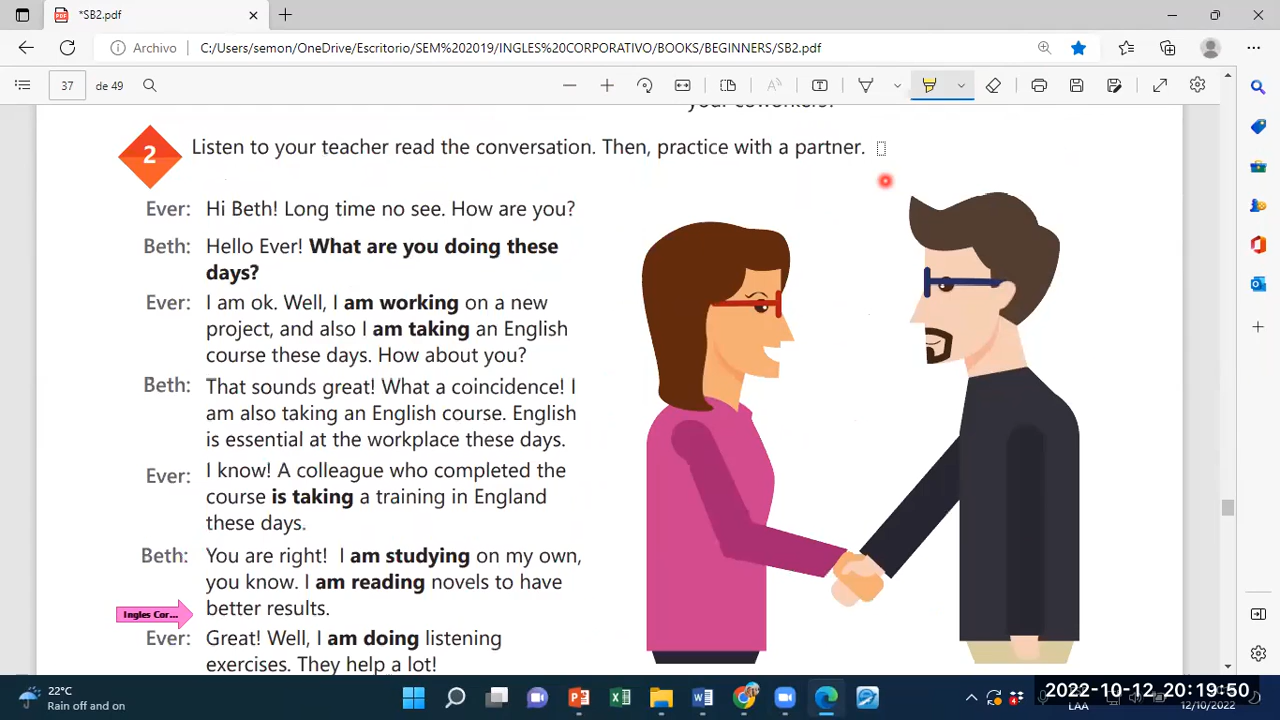 *SB2.pdf
Archivo
C:/Users/semon/OneDrive/Escritorio/SEM%202019/INGLES%20CORPORATIVO/BOOKS/BEGINNERS/SB2.pdf
37 de 49
your coworkers?
2 Listen to your teacher read the conversation. Then, practice with a partner.
Ever: Hi Beth! Long time no see. How are you?
Beth: Hello Ever! What are you doing these
days?
Ever: I am ok. Well, I am working on a new
project, and also I am taking an English
course these days. How about you?
Beth: That sounds great! What a coincidence! I
am also taking an English course. English
is essential at the workplace these days.
Ever: I know! A colleague who completed the
course is taking a training in England
these days.
Beth: You are right! I am studying on my own,
you know. I am reading novels to have
better results.
Ingles Cor...
Ever: Great! Well, I am doing listening
exercises. They help a lot!
22°C
Rain off and on
2022-10-12 20:19:50
LAA
12/10/2022